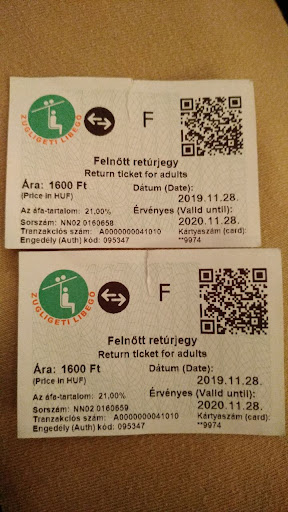 ZUGLIGETI LIBEGŐ
F
Felnőtt retúrjegy
Return ticket for adults
Ára: 1600 Ft
(Price in HUF)
Dátum (Date):
2019.11.28.
Az áfa-tartalom: 21,00%
Érvényes (Valid until):
Sorszám: NN02 0160658
2020.11.28.
Tranzakciós szám: A0000000041010
Kártyaszám (card):
Engedély (Auth) kód: 095347
**9974
ZUGLIGETI LIBEGŐ
F
Felnőtt retúrjegy
Return ticket for adults
Ára: 1600 Ft
(Price in HUF)
Dátum (Date):
2019.11.28.
Az áfa-tartalom: 21,00%
Érvényes (Valid until):
Sorszám: NN02 0160659
2020.11.28.
Tranzakciós szám: A0000000041010
Kártyaszám (card):
Engedély (Auth) kód: 095347
**9974